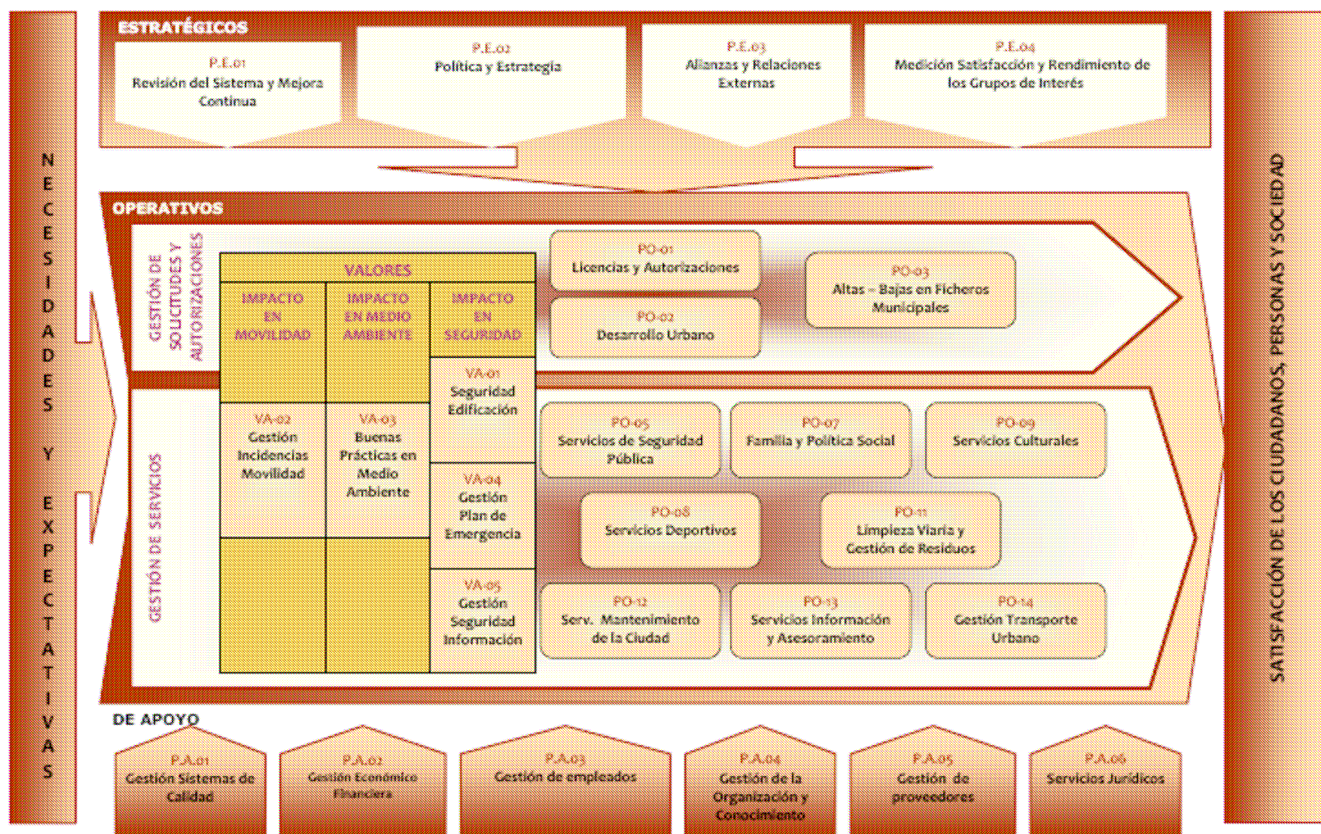 NECESIDADES Y EXPECTATIVAS
ESTRATÉGICOS
P.E.01
Revisión del Sistema y Mejora
Continua
P.E.02
Política y Estrategia
P.E.03
Alianzas y Relaciones
Externas
P.E.04
Medición Satisfacción y Rendimiento de
los Grupos de Interés
OPERATIVOS
GESTIÓN DE
SOLICITUDES Y
AUTORIZACIONES
VALORES
IMPACTO
EN
MOVILIDAD
IMPACTO
EN MEDIO
AMBIENTE
IMPACTO
EN
SEGURIDAD
PO-01
Licencias y Autorizaciones
PO-02
Desarrollo Urbano
PO-03
Altas – Bajas en Ficheros
Municipales
GESTIÓN DE SERVICIOS
VA-01
Seguridad
Edificación
VA-02
Gestión
Incidencias
Movilidad
VA-03
Buenas
Prácticas en
Medio
Ambiente
VA-04
Gestión
Plan de
Emergencia
VA-05
Gestión
Seguridad
Información
PO-05
Servicios de Seguridad
Pública
PO-07
Familia y Política Social
PO-09
Servicios Culturales
PO-08
Servicios Deportivos
PO-11
Limpieza Viaria y
Gestión de Residuos
PO-12
Serv. Mantenimiento
de la Ciudad
PO-13
Servicios Información
y Asesoramiento
PO-14
Gestión Transporte
Urbano
DE APOYO
P.A.01
Gestión Sistemas de
Calidad
P.A.02
Gestión Económico
Financiera
P.A.03
Gestión de empleados
P.A.04
Gestión de la
Organización y
Conocimiento
P.A.05
Gestión de
proveedores
P.A.06
Servicios Jurídicos
SATISFACCIÓN DE LOS CIUDADANOS, PERSONAS Y SOCIEDAD